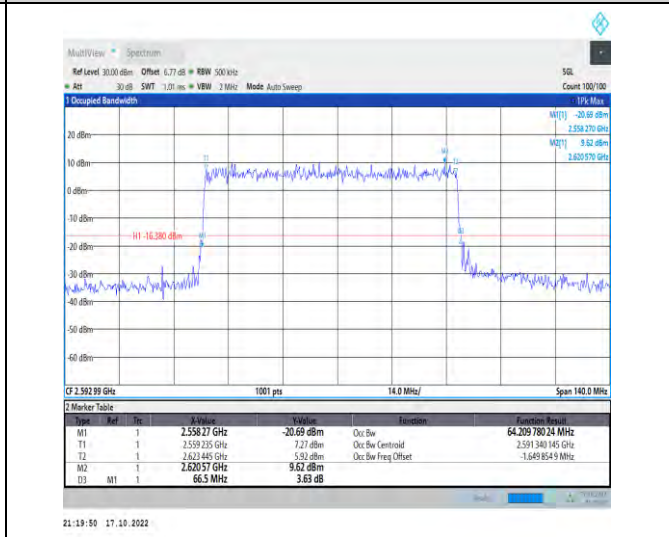 MultiView Spectrum
Ref Level 30.00 dBm Offset 6.77 dB RBW 500 kHz SGL
Att 30 dB SWT 1.01 ms VBW 2 MHz Mode Auto Sweep Count 100/100
1 Occupied Bandwidth 1Pk Max
M1[1] -20.69 dBm
2.558 270 GHz
M2[1] 9.62 dBm
2.620 570 GHz
20 dBm
10 dBm
0 dBm
-10 dBm
H1 -16.380 dBm
-20 dBm
-30 dBm
-40 dBm
-50 dBm
-60 dBm
CF 2.592 99 GHz 1001 pts 14.0 MHz/ Span 140.0 MHz
2 Marker Table
Type Ref Trc X-Value Y-Value Function Function Result
M1 1 2.558 27 GHz -20.69 dBm Occ Bw 64.209 780 24 MHz
T1 1 2.559 235 GHz 7.27 dBm Occ Bw Centroid 2.591 340 145 GHz
T2 1 2.623 445 GHz 5.92 dBm Occ Bw Freq Offset -1.649 854 9 MHz
M2 1 2.620 57 GHz 9.62 dBm
D3 M1 1 66.5 MHz 3.63 dB
21:19:50 17.10.2022